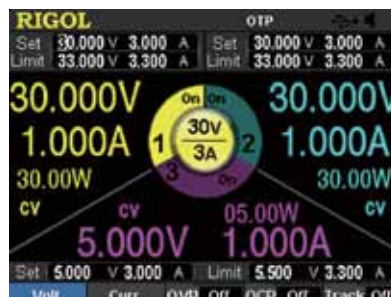 RIGOL OTP
Set 30.000 V 3.000 A Set 30.000 V 3.000 A
Limit 33.000 V 3.300 A Limit 33.000 V 3.300 A
30.000V On On 30.000V
1.000A 1 30V 3A 2 1.000A
30.00W 3 On 30.00W
CV CV 05.00W CV
5.000V 1.000A
Set 5.000 V 3.000 A Limit 5.500 V 3.300 A
Volt Curr OVP Off OCP Off Track